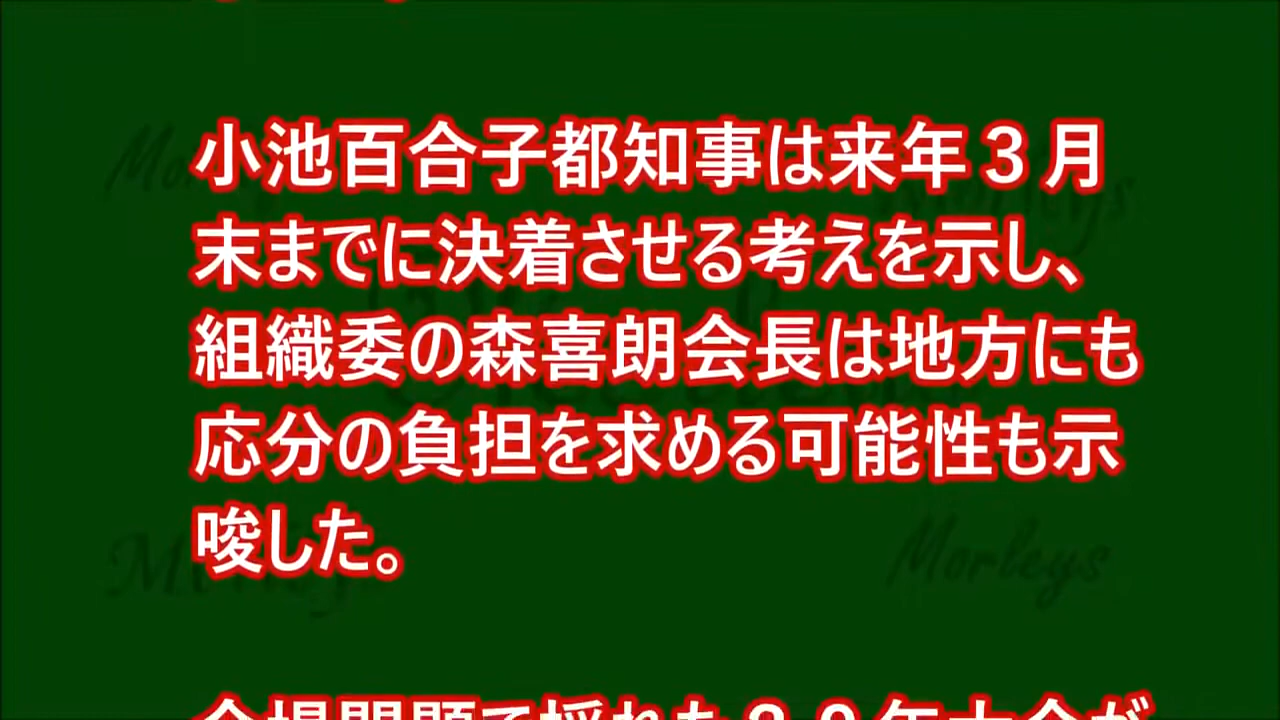 小池百合子都知事は来年３月
末までに決着させる考えを示し、
組織委の森喜朗会長は地方にも
応分の負担を求める可能性も示
唆した。
Morleys
Morleys